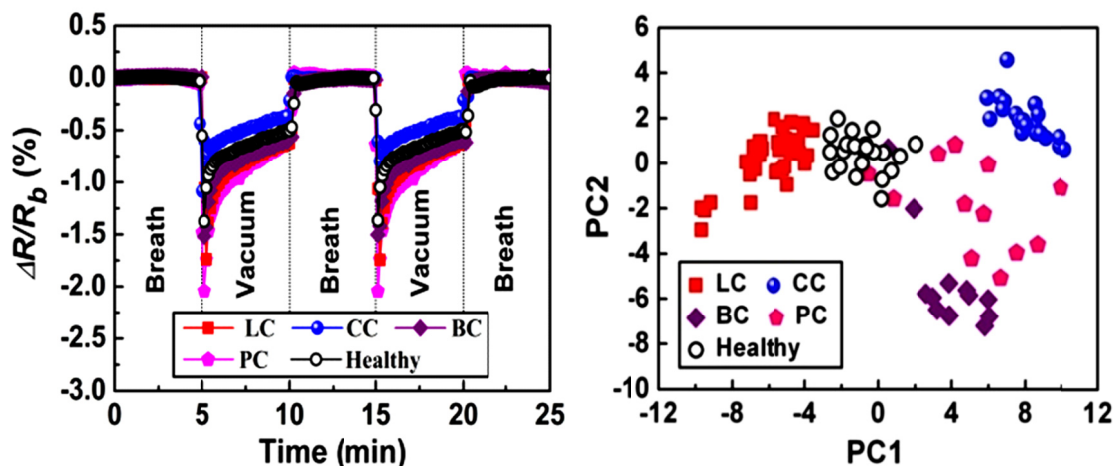 0.5
0.0
-0.5
-1.0
-1.5
-2.0
-2.5
-3.0
ΔR/R_b (%)
Breath
Vacuum
Breath
Vacuum
Breath
LC CC BC
PC Healthy
0 5 10 15 20 25
Time (min)
6
4
2
0
-2
-4
-6
-8
-10
PC2
LC CC
BC PC
Healthy
-12 -8 -4 0 4 8 12
PC1